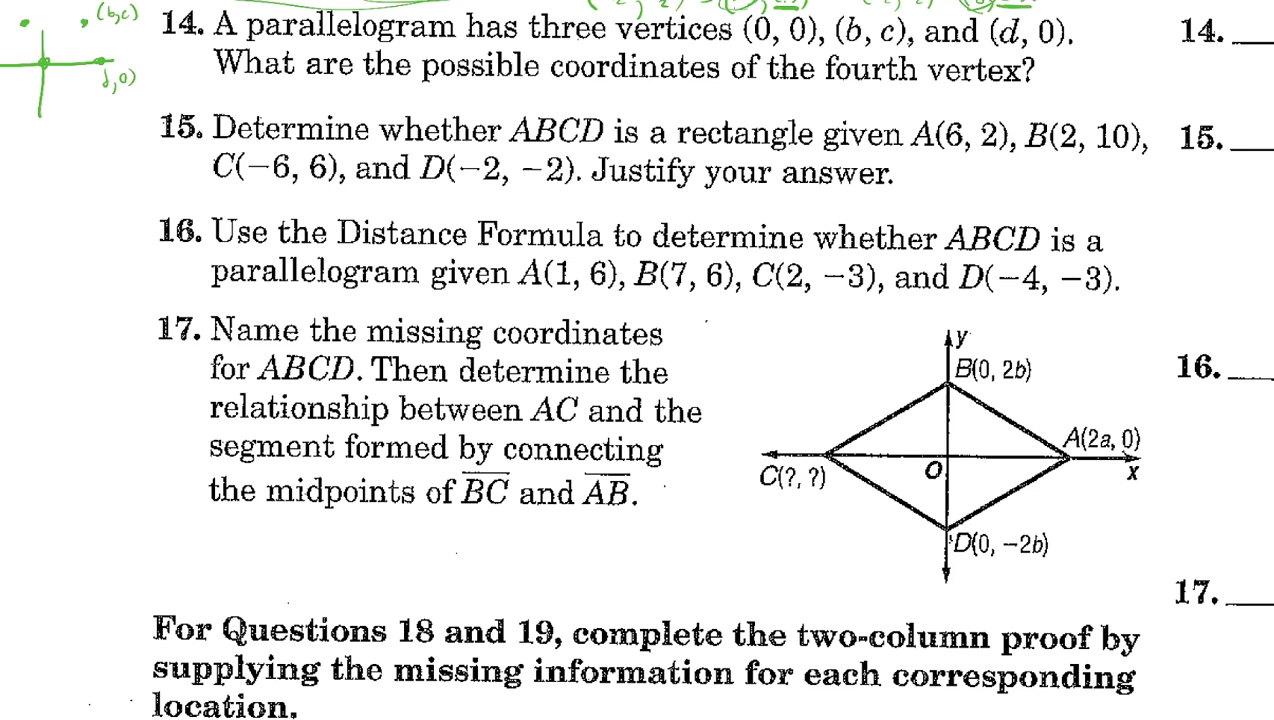 (b,c)
14. A parallelogram has three vertices (0, 0), (b, c), and (d, 0). 14.
What are the possible coordinates of the fourth vertex?
d,0)
15. Determine whether ABCD is a rectangle given A(6, 2), B(2, 10), 15.
C(−6, 6), and D(−2, −2). Justify your answer.
16. Use the Distance Formula to determine whether ABCD is a
parallelogram given A(1, 6), B(7, 6), C(2, −3), and D(−4, −3).
16.
17. Name the missing coordinates
for ABCD. Then determine the
relationship between AC and the
segment formed by connecting
the midpoints of BC and AB.
y
B(0, 2b)
A(2a, 0)
C(?, ?)
O
x
D(0, −2b)
17.
For Questions 18 and 19, complete the two-column proof by
supplying the missing information for each corresponding
location.